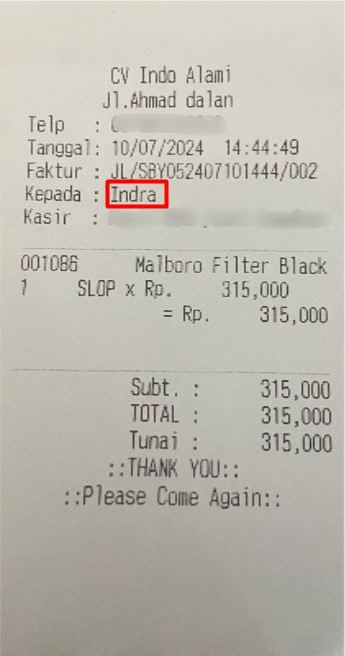 CV Indo Alami
Jl.Ahmad dalan
Telp :
Tanggal: 10/07/2024 14:44:49
Faktur : JL/SBY052407101444/002
Kepada : Indra
Kasir :
001086 Malboro Filter Black
1 SLOP x Rp. 315,000
= Rp. 315,000
Subt. : 315,000
TOTAL : 315,000
Tunai : 315,000
::THANK YOU::
::Please Come Again::